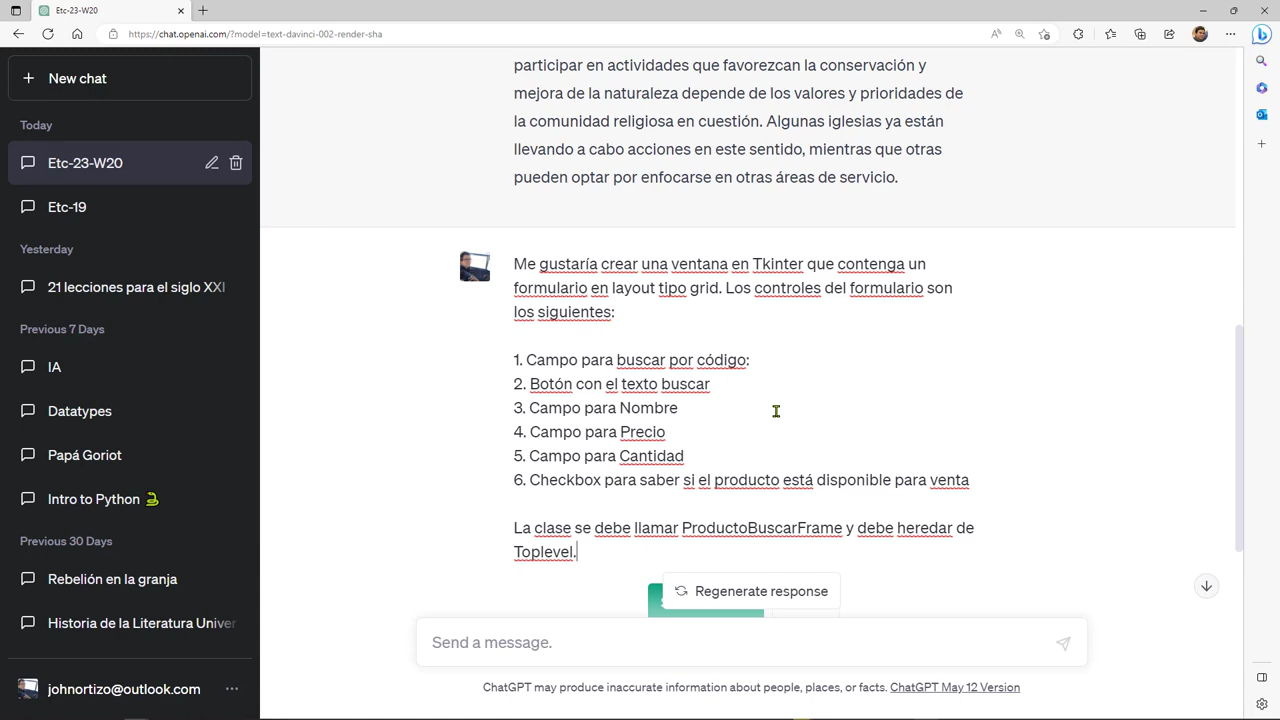 Etc-23-W20
https://chat.openai.com/?model=text-davinci-002-render-sha
New chat
Today
Etc-23-W20
Etc-19
Yesterday
21 lecciones para el siglo XXI
Previous 7 Days
IA
Datatypes
Papá Goriot
Intro to Python
Previous 30 Days
Rebelión en la granja
Historia de la Literatura Univer
johnortizo@outlook.com
participar en actividades que favorezcan la conservación y
mejora de la naturaleza depende de los valores y prioridades de
la comunidad religiosa en cuestión. Algunas iglesias ya están
llevando a cabo acciones en este sentido, mientras que otras
pueden optar por enfocarse en otras áreas de servicio.
Me gustaría crear una ventana en Tkinter que contenga un
formulario en layout tipo grid. Los controles del formulario son
los siguientes:
1. Campo para buscar por código:
2. Botón con el texto buscar
3. Campo para Nombre
4. Campo para Precio
5. Campo para Cantidad
6. Checkbox para saber si el producto está disponible para venta
La clase se debe llamar ProductoBuscarFrame y debe heredar de
Toplevel.
Regenerate response
Send a message.
ChatGPT may produce inaccurate information about people, places, or facts. ChatGPT May 12 Version